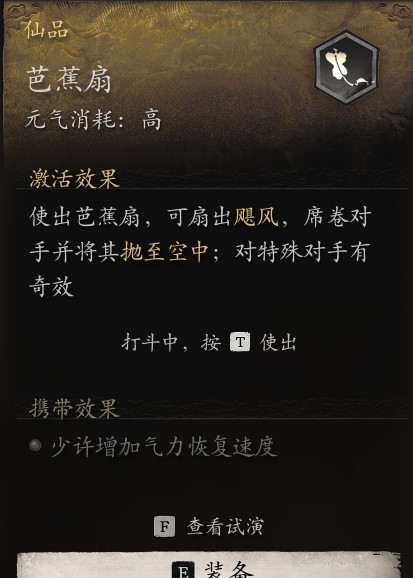 仙品
芭蕉扇
元气消耗：高
激活效果
使出芭蕉扇，可扇出飓风，席卷对
手并将其抛至空中；对特殊对手有
奇效
打斗中，按 T 使出
携带效果
少许增加气力恢复速度
F 查看试演
E 装备